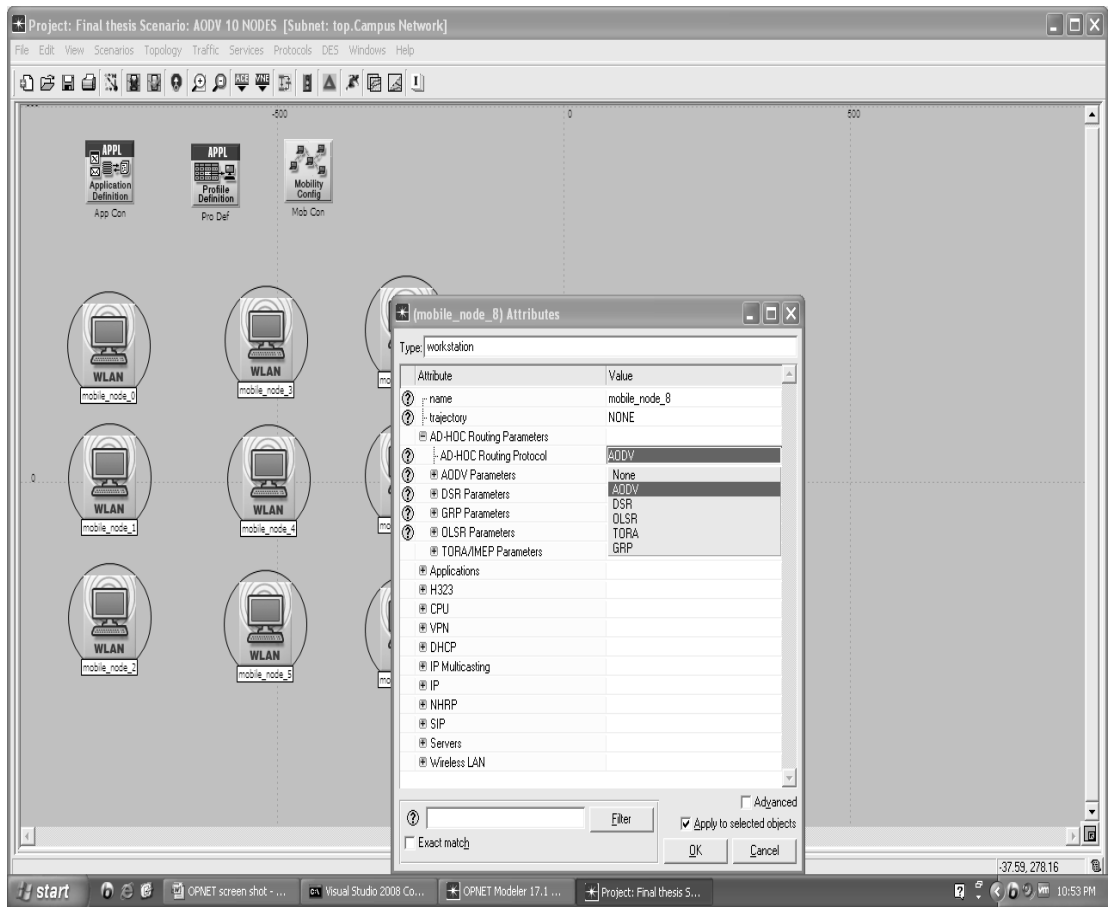 Project: Final thesis Scenario: AODV 10 NODES [Subnet: top.Campus Network]
File Edit View Scenarios Topology Traffic Services Protocols DES Windows Help
ACE VNE
-500 0 500
APPL
Application
Definition
App Con
APPL
Profile
Definition
Pro Def
Mobility
Config
Mob Con
0
WLAN
mobile_node_0
WLAN
mobile_node_3
WLAN
mobile_node_1
WLAN
mobile_node_4
WLAN
mobile_node_2
WLAN
mobile_node_5
(mobile_node_8) Attributes
Type: workstation
Attribute Value
name mobile_node_8
trajectory NONE
AD-HOC Routing Parameters
AD-HOC Routing Protocol AODV
AODV Parameters
DSR Parameters
GRP Parameters
OLSR Parameters
TORA/IMEP Parameters
None
AODV
DSR
OLSR
TORA
GRP
Applications
H323
CPU
VPN
DHCP
IP Multicasting
IP
NHRP
SIP
Servers
Wireless LAN
Advanced
Filter
Apply to selected objects
Exact match
OK Cancel
-37.59, 278.16
start OPNET screen shot - ... Visual Studio 2008 Co... OPNET Modeler 17.1 ... Project: Final thesis S... 10:53 PM